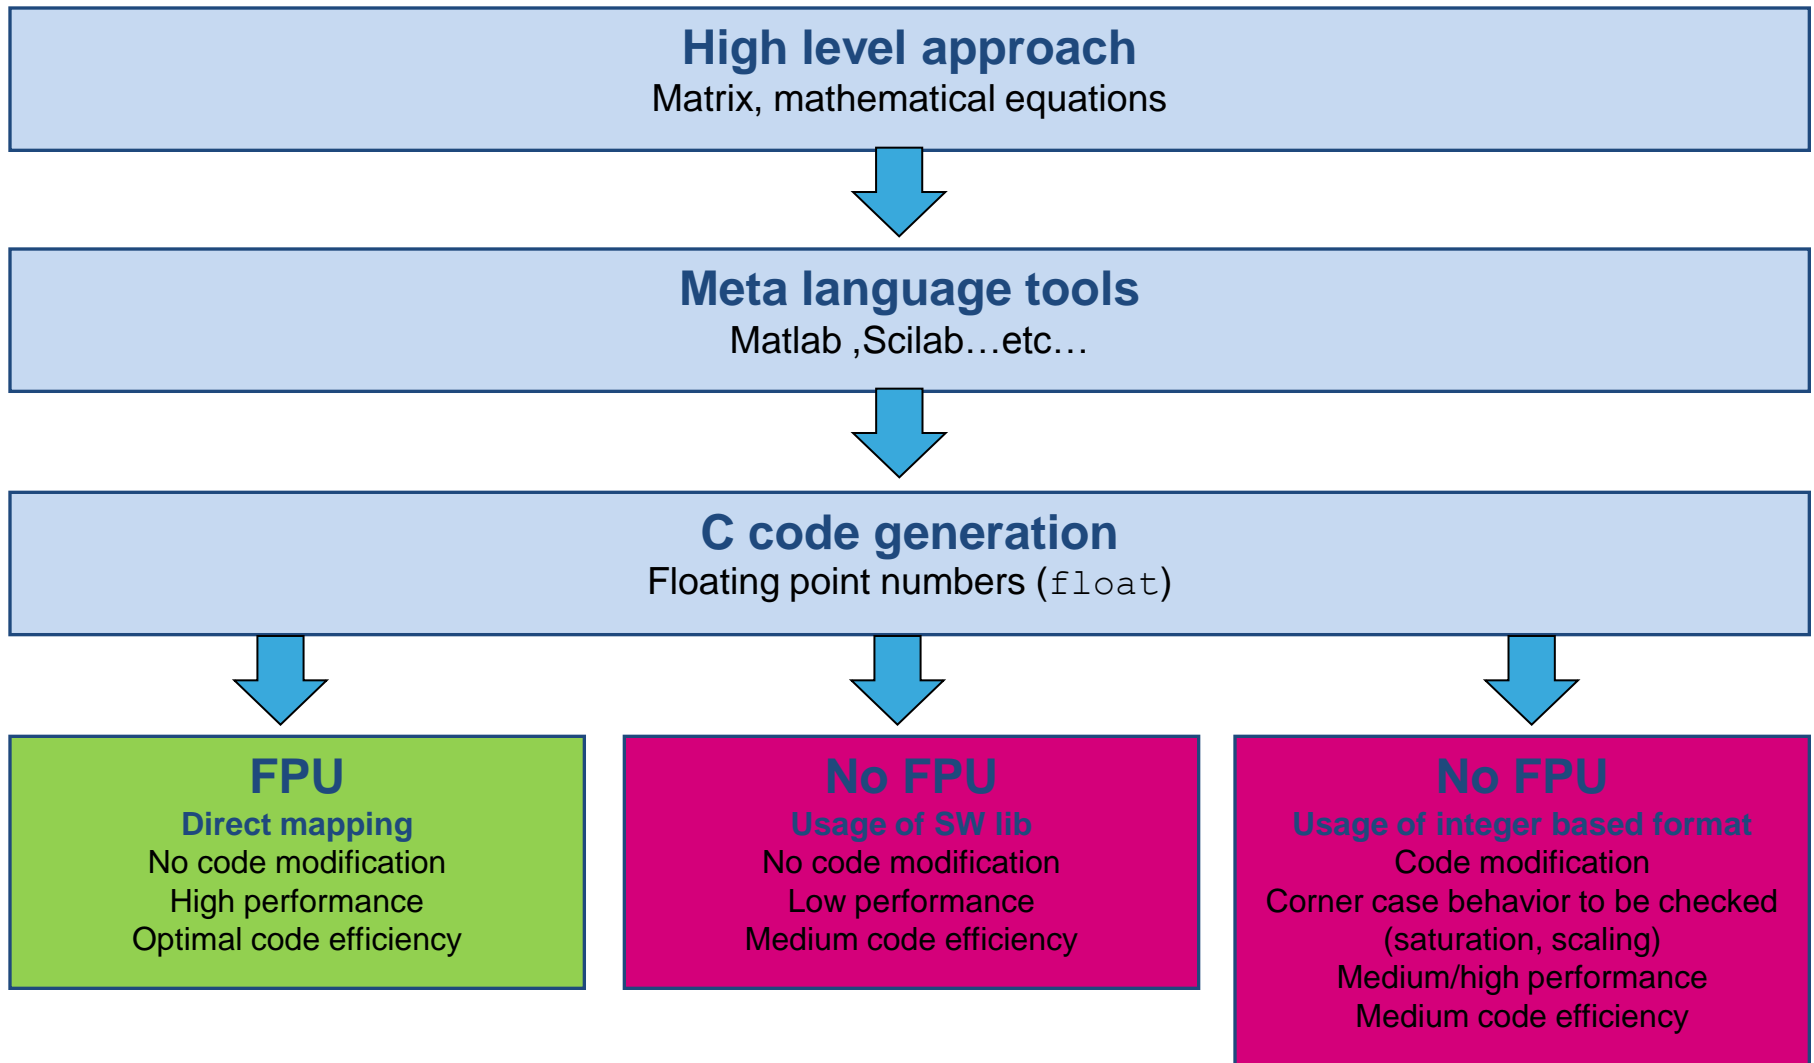 High level approach
Matrix, mathematical equations
Meta language tools
Matlab ,Scilab…etc…
C code generation
Floating point numbers (float)
FPU
Direct mapping
No code modification
High performance
Optimal code efficiency
No FPU
Usage of SW lib
No code modification
Low performance
Medium code efficiency
No FPU
Usage of integer based format
Code modification
Corner case behavior to be checked
(saturation, scaling)
Medium/high performance
Medium code efficiency